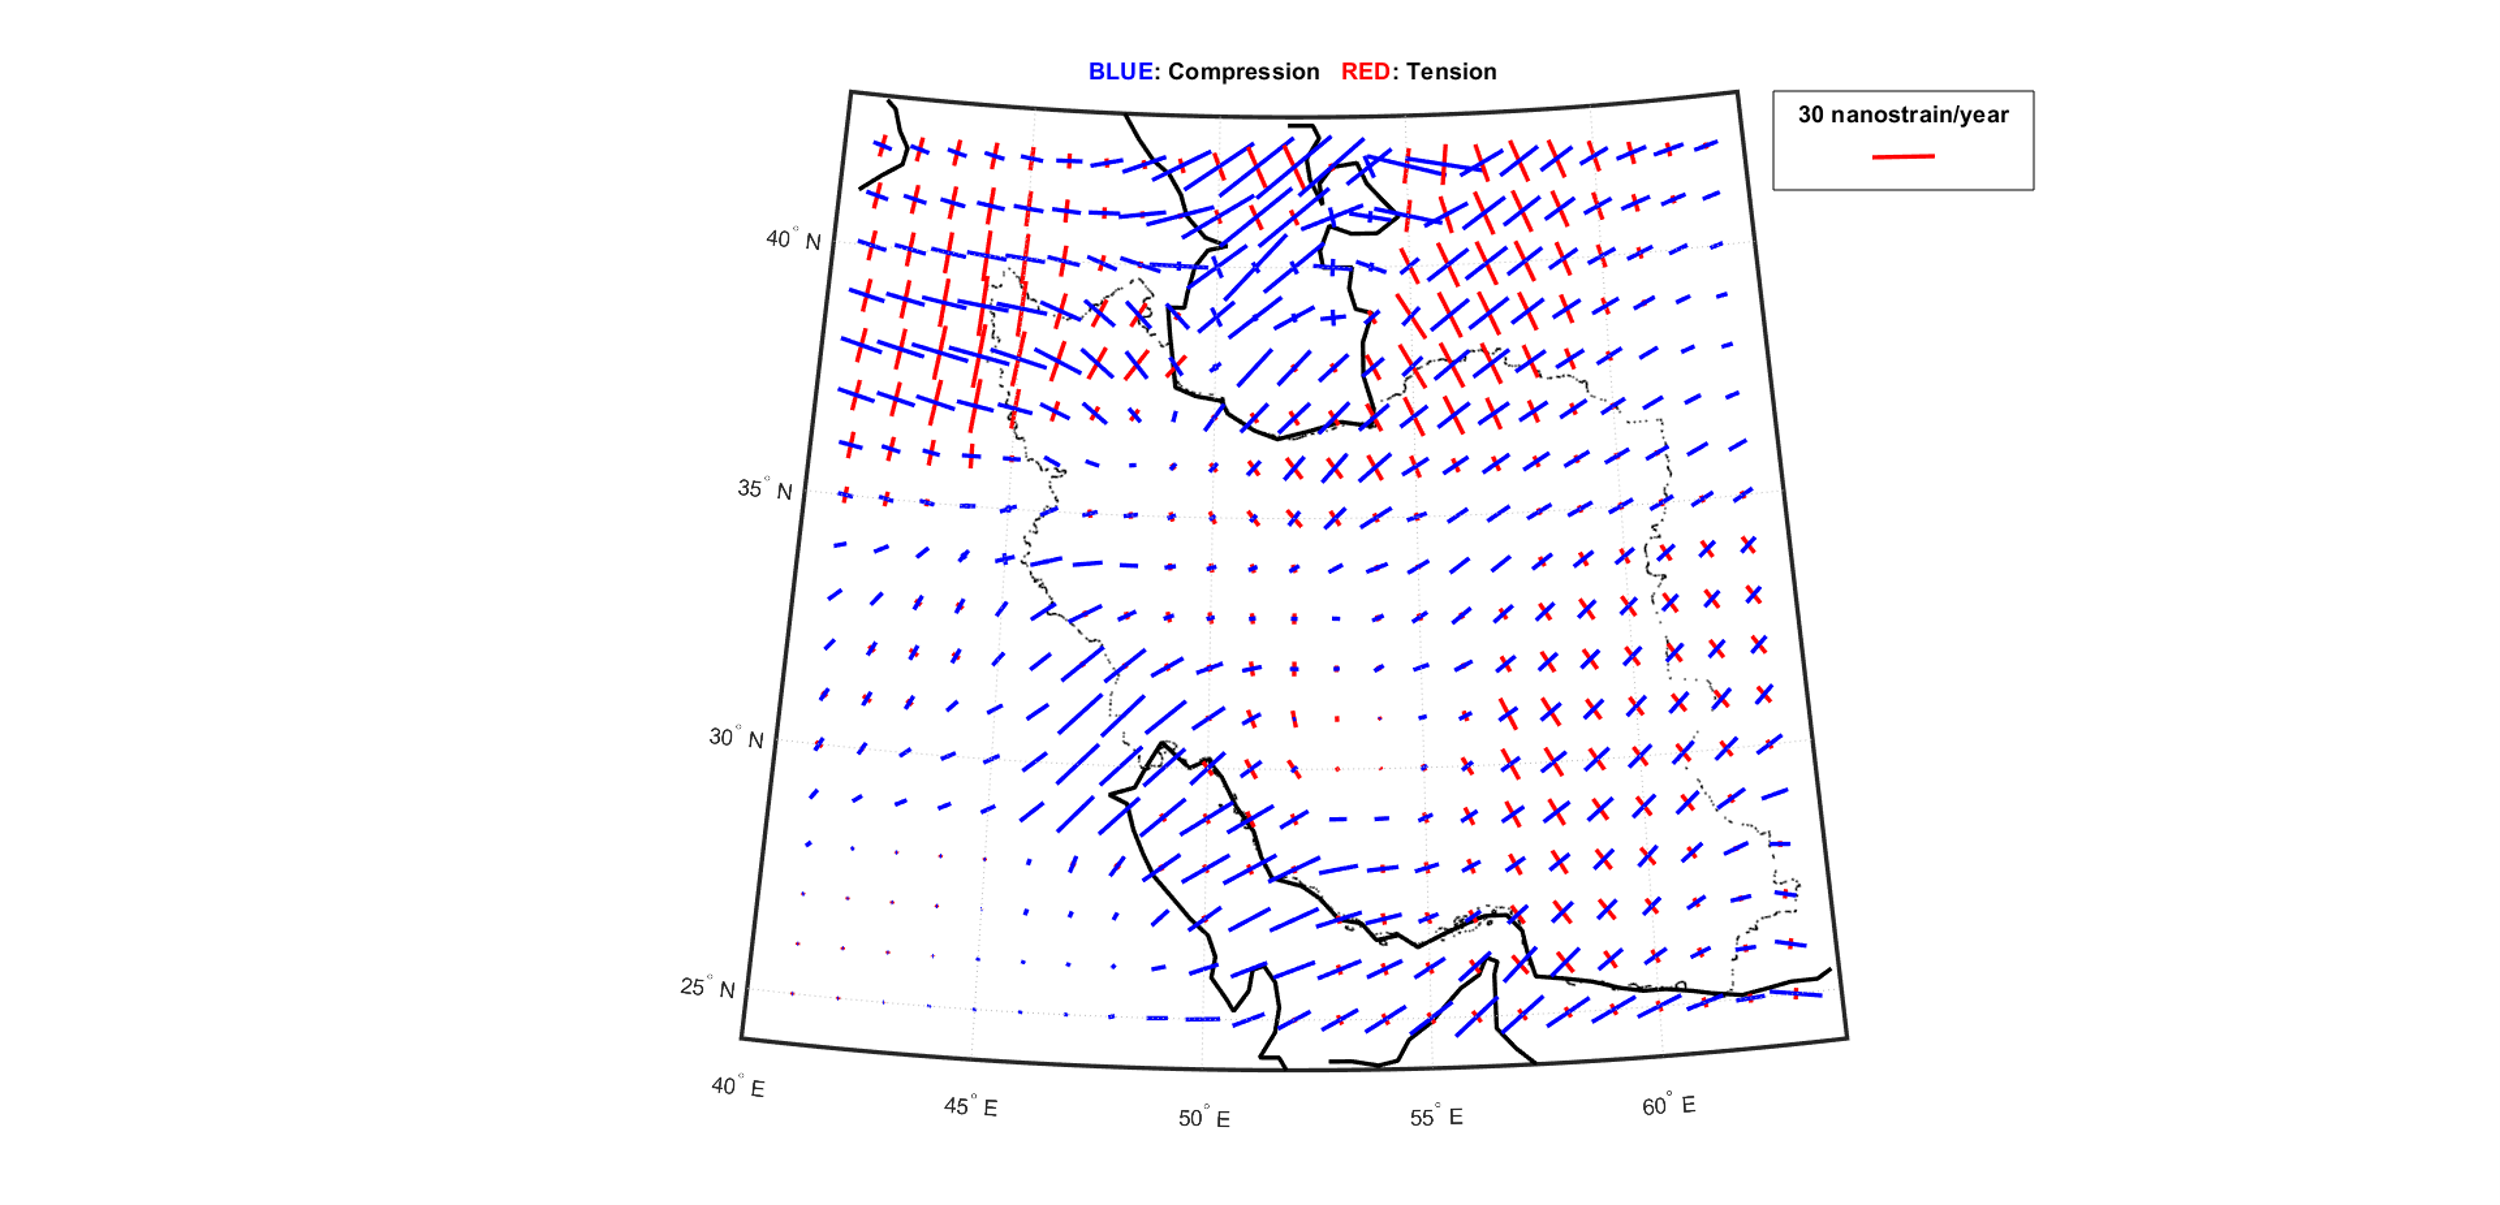 BLUE: Compression RED: Tension
30 nanostrain/year
40° N
35° N
30° N
25° N
40° E
45° E
50° E
55° E
60° E